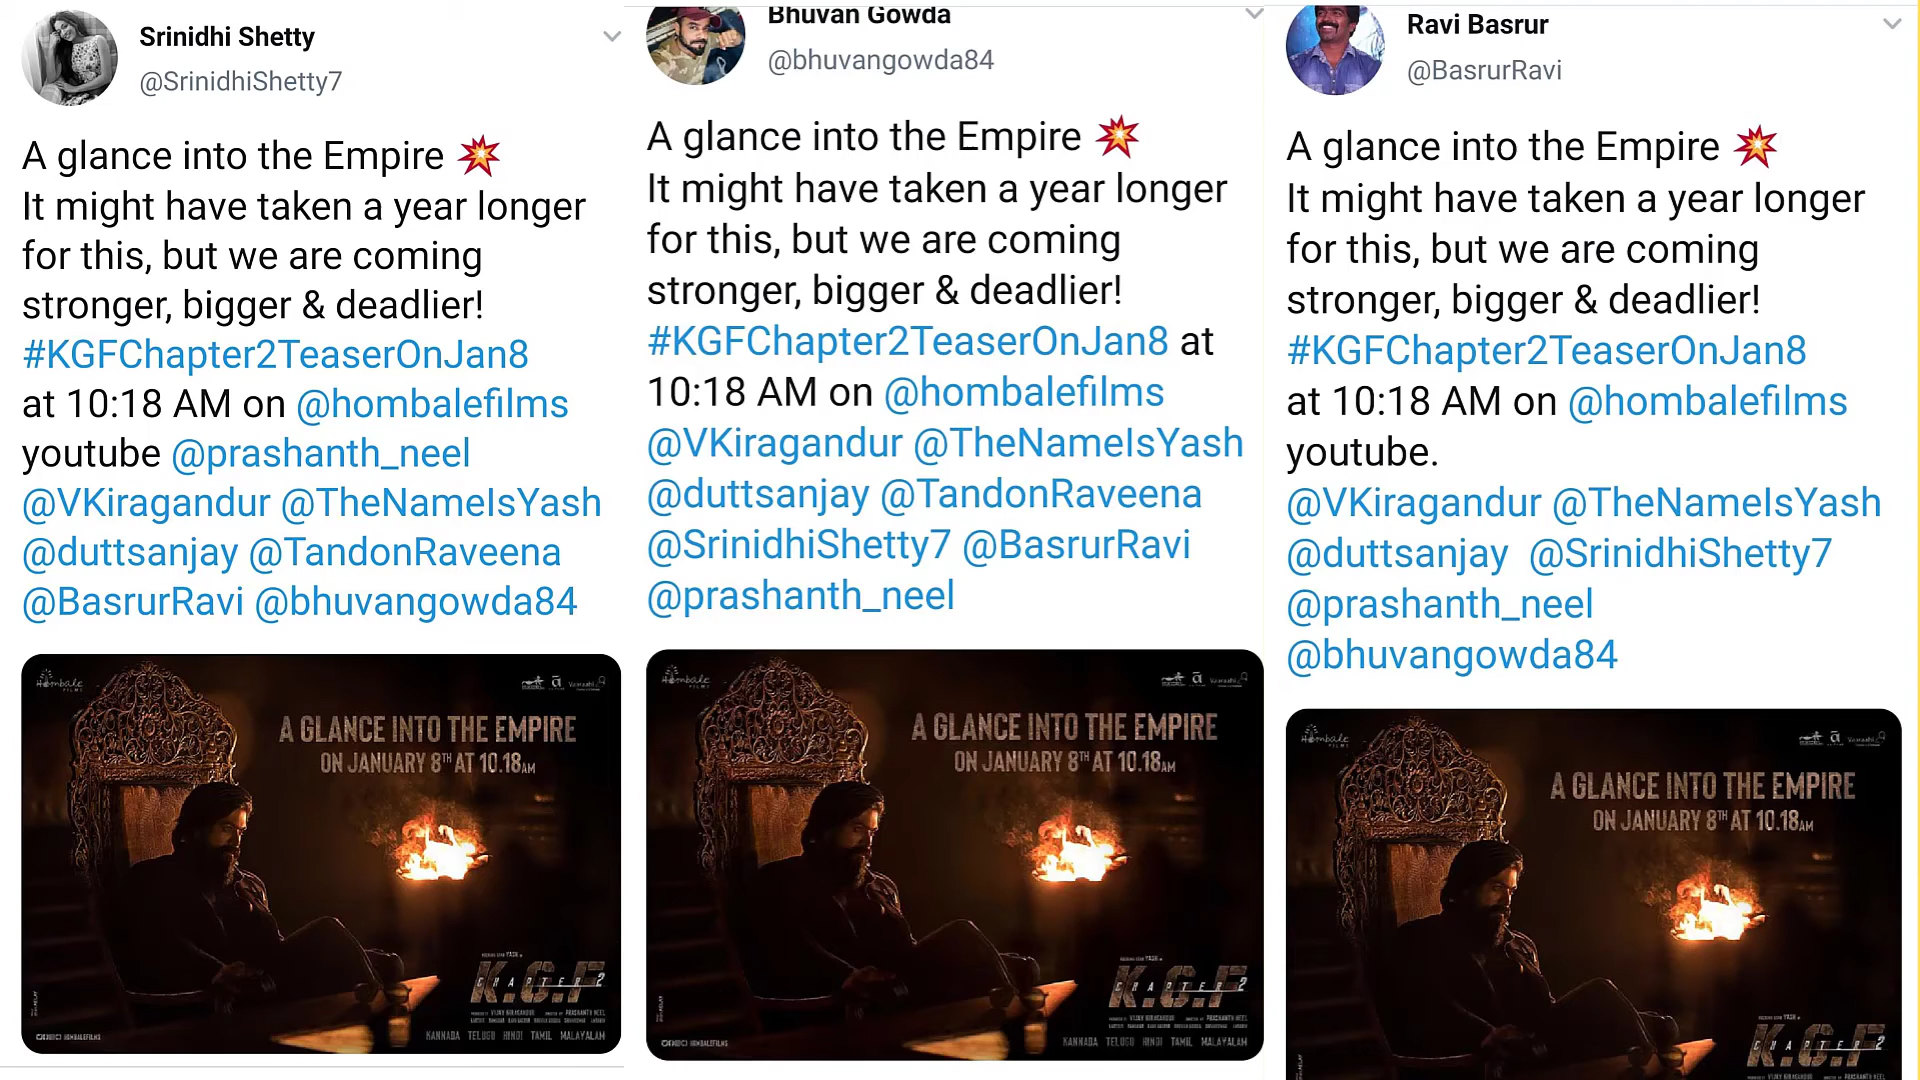 Srinidhi Shetty
@SrinidhiShetty7
A glance into the Empire 💥
It might have taken a year longer
for this, but we are coming
stronger, bigger & deadlier!
#KGFChapter2TeaserOnJan8
at 10:18 AM on @hombalefilms
youtube @prashanth_neel
@VKiragandur @TheNameIsYash
@duttsanjay @TandonRaveena
@BasrurRavi @bhuvangowda84
Hombale
FILMS
A GLANCE INTO THE EMPIRE
ON JANUARY 8TH AT 10.18AM
K.G.F
CHAPTER 2
KANNADA TELUGU HINDI TAMIL MALAYALAM
Bhuvan Gowda
@bhuvangowda84
A glance into the Empire 💥
It might have taken a year longer
for this, but we are coming
stronger, bigger & deadlier!
#KGFChapter2TeaserOnJan8 at
10:18 AM on @hombalefilms
@VKiragandur @TheNameIsYash
@duttsanjay @TandonRaveena
@SrinidhiShetty7 @BasrurRavi
@prashanth_neel
Hombale
FILMS
A GLANCE INTO THE EMPIRE
ON JANUARY 8TH AT 10.18AM
K.G.F
CHAPTER 2
KANNADA TELUGU HINDI TAMIL MALAYALAM
Ravi Basrur
@BasrurRavi
A glance into the Empire 💥
It might have taken a year longer
for this, but we are coming
stronger, bigger & deadlier!
#KGFChapter2TeaserOnJan8
at 10:18 AM on @hombalefilms
youtube.
@VKiragandur @TheNameIsYash
@duttsanjay @SrinidhiShetty7
@prashanth_neel
@bhuvangowda84
Hombale
FILMS
A GLANCE INTO THE EMPIRE
ON JANUARY 8TH AT 10.18AM
K.G.F
CHAPTER 2